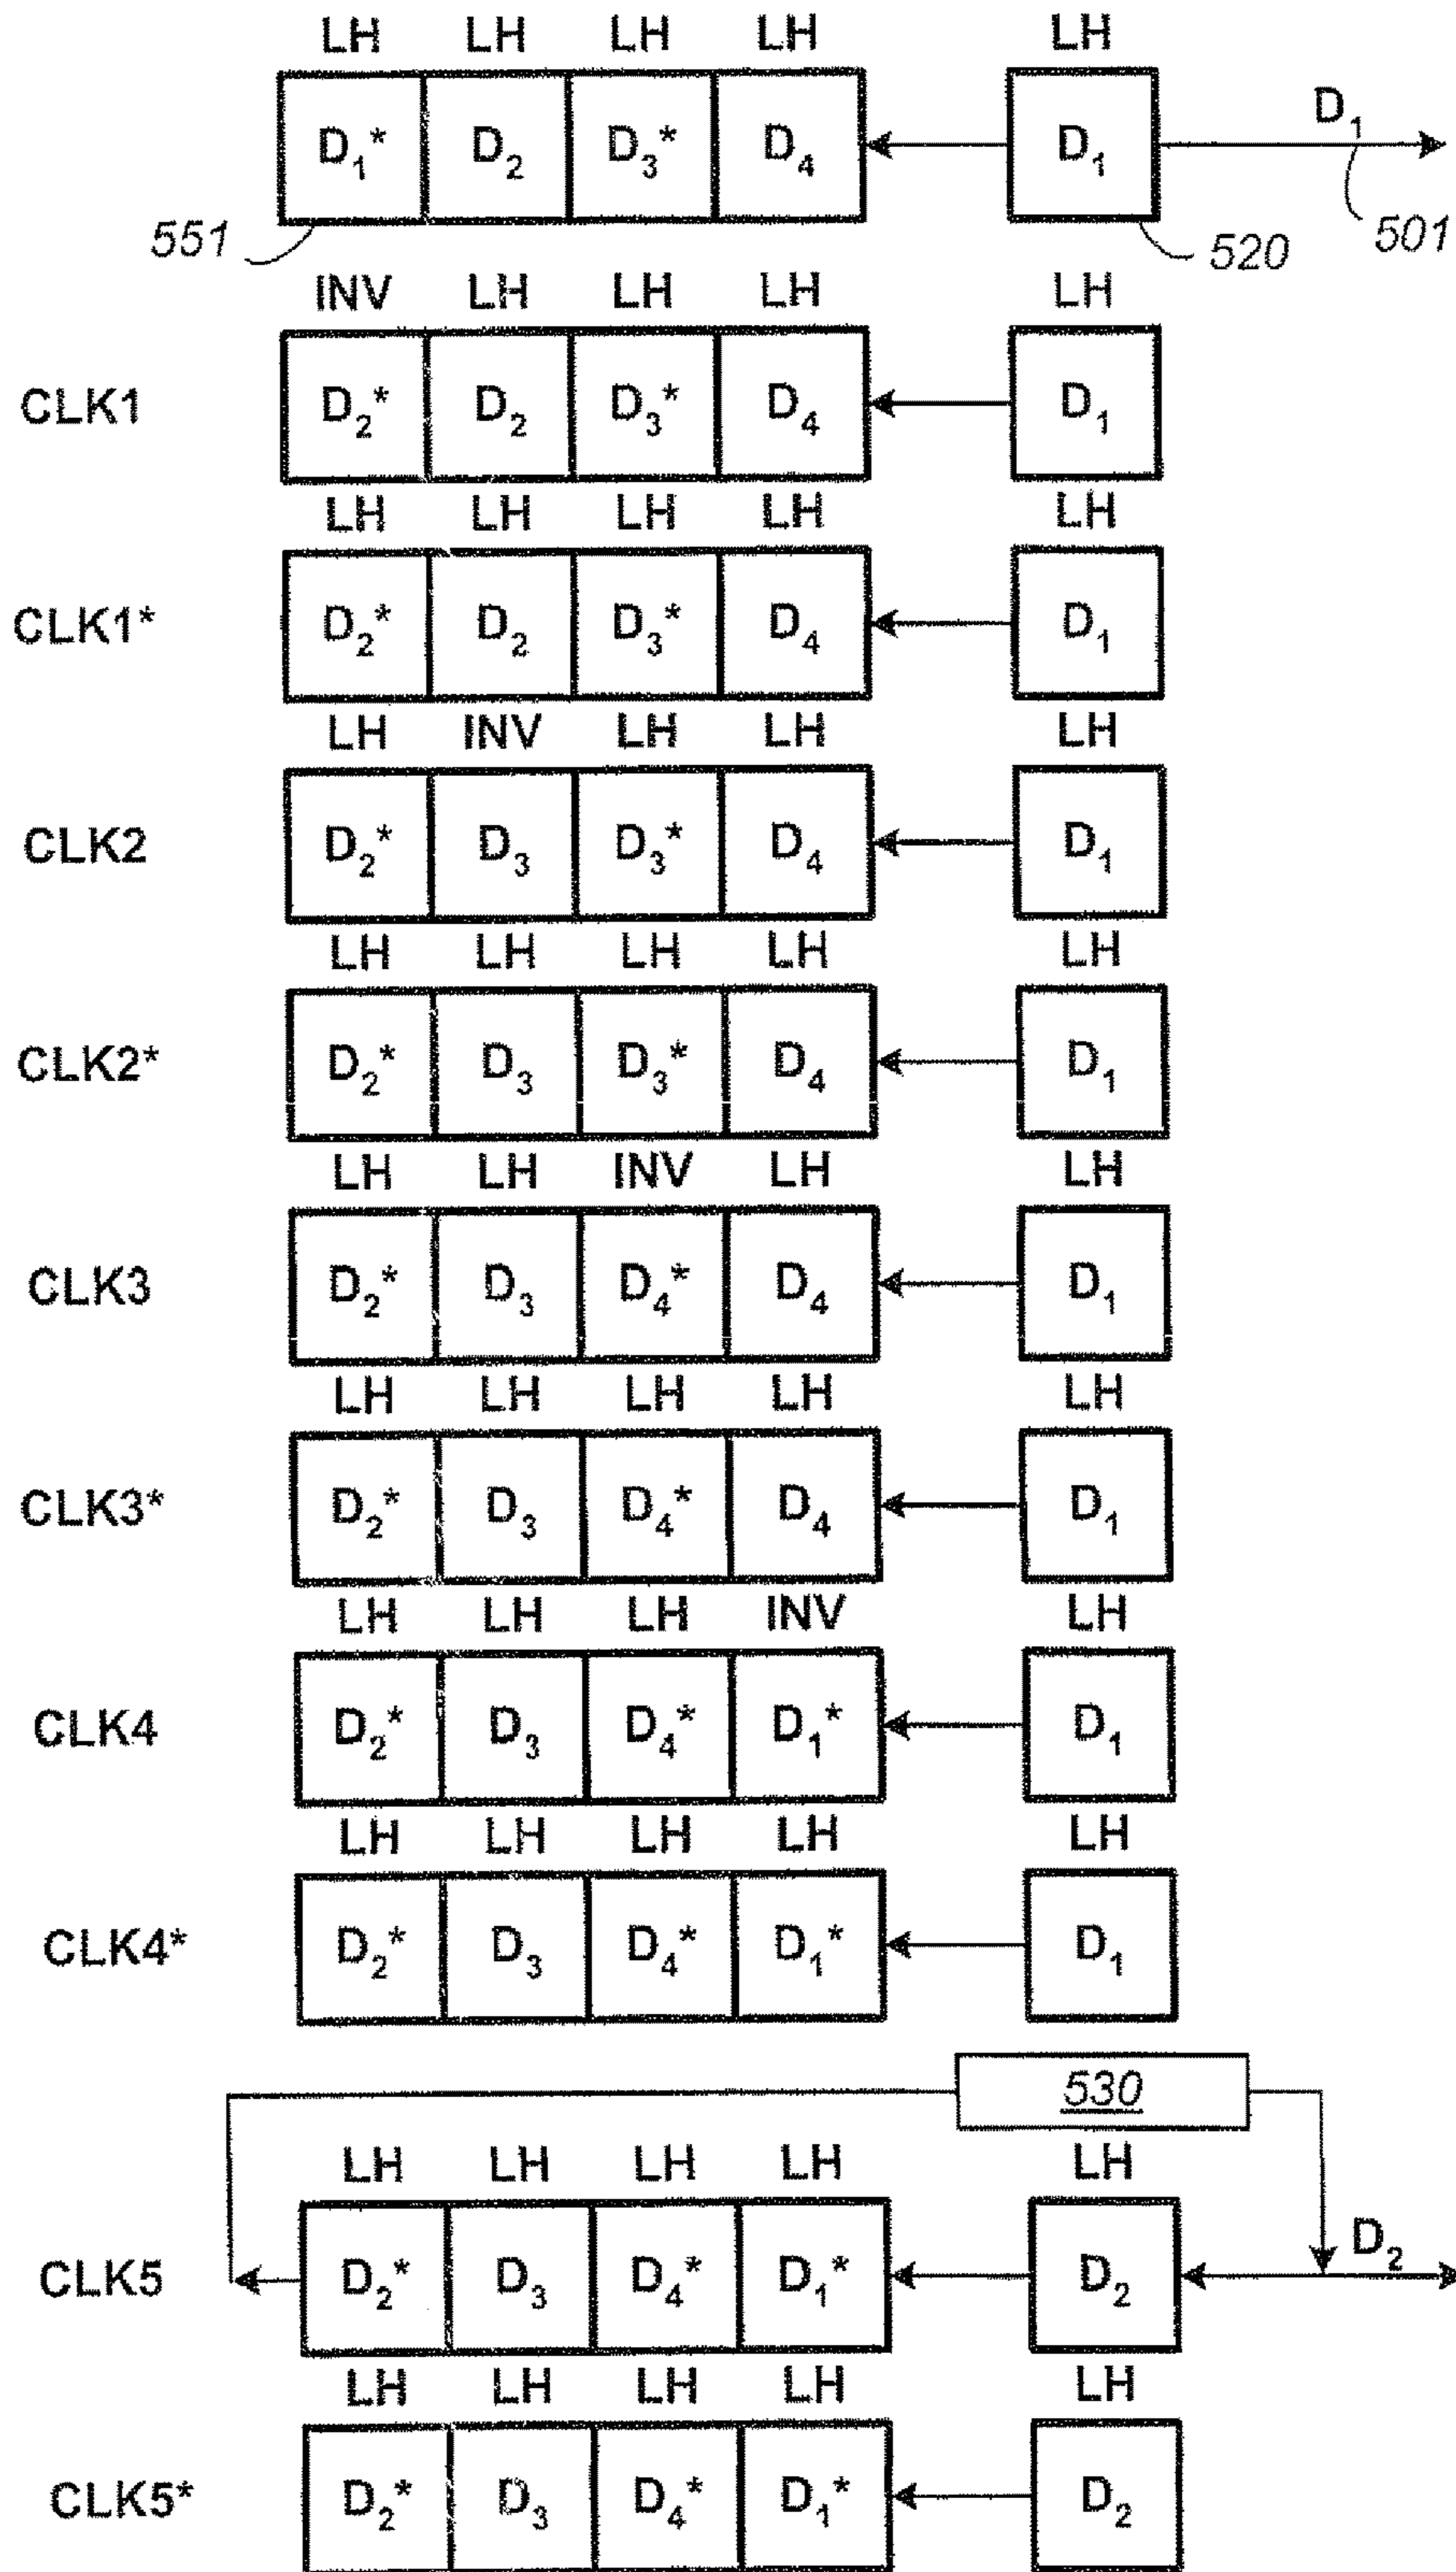 LH LH LH LH LH
D₁* D₂ D₃* D₄ D₁ D₁
551 520 501
INV LH LH LH LH
CLK1 D₂* D₂ D₃* D₄ D₁
LH LH LH LH LH
CLK1* D₂* D₂ D₃* D₄ D₁
LH INV LH LH LH
CLK2 D₂* D₃ D₃* D₄ D₁
LH LH LH LH LH
CLK2* D₂* D₃ D₃* D₄ D₁
LH LH INV LH LH
CLK3 D₂* D₃ D₄* D₄ D₁
LH LH LH LH LH
CLK3* D₂* D₃ D₄* D₄ D₁
LH LH LH INV LH
CLK4 D₂* D₃ D₄* D₁* D₁
LH LH LH LH LH
CLK4* D₂* D₃ D₄* D₁* D₁
530
LH LH LH LH LH
CLK5 D₂* D₃ D₄* D₁* D₂ D₂
LH LH LH LH LH
CLK5* D₂* D₃ D₄* D₁* D₂